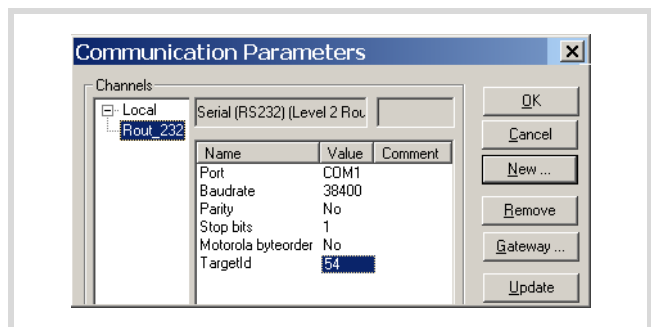 Communication Parameters
Channels
Local
Rout_232
Serial (RS232) (Level 2 Rou
Name Value Comment
Port COM1
Baudrate 38400
Parity No
Stop bits 1
Motorola byteorder No
TargetId 54
OK
Cancel
New ...
Remove
Gateway ...
Update